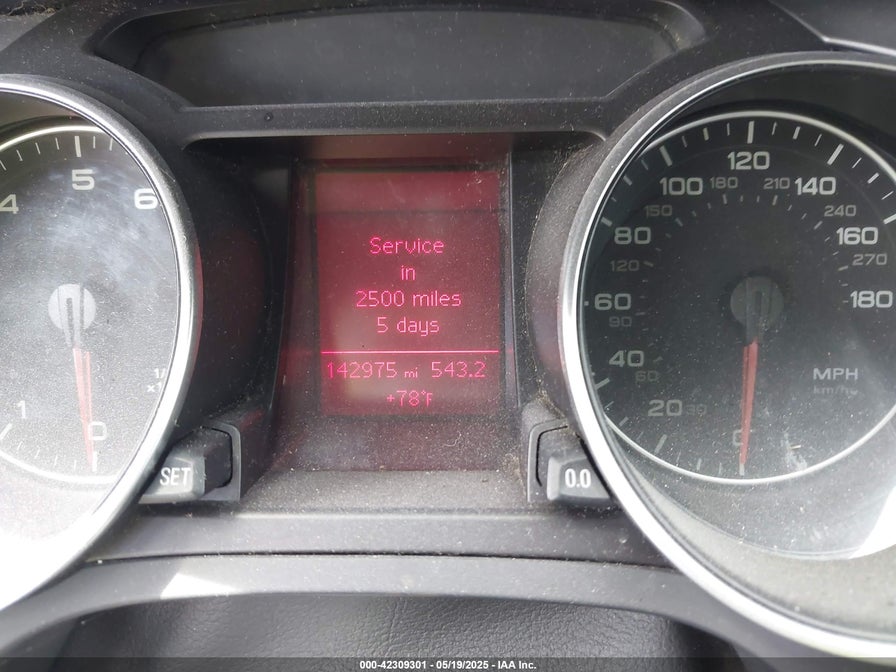 Service
in
2500 miles
5 days
142975 mi 543.2
+78°F
4 5 6
1 0
SET
0.0
20 40 60 80 100 120 140 160 180
30 60 90 120 150 180 210 240 270
MPH
km/h
000-42309301 / 05/19/2025 - IAA Inc.